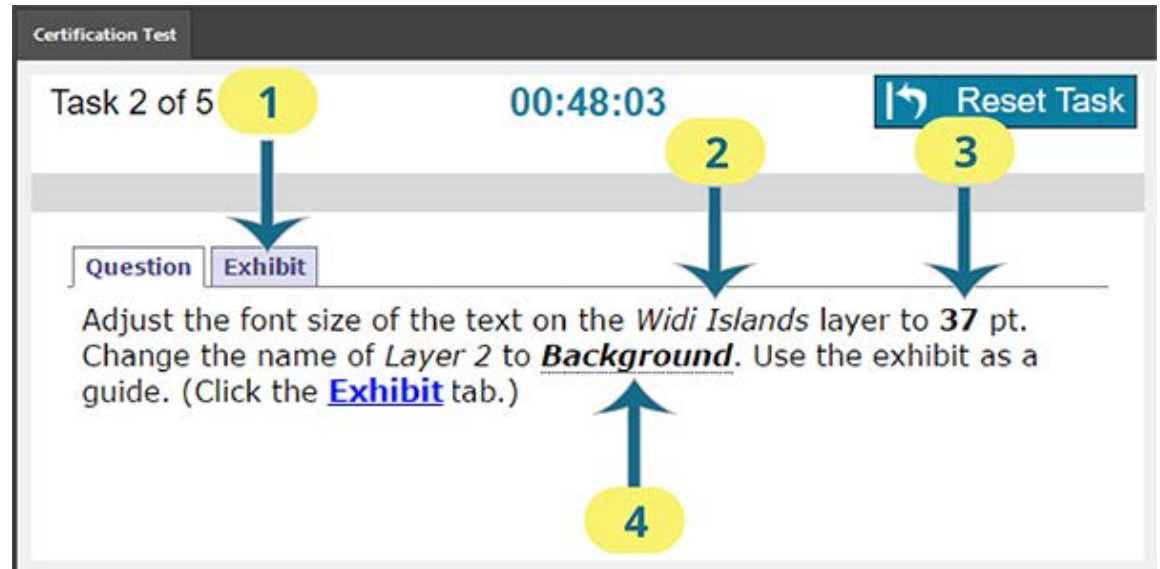 Certification Test
Task 2 of 5
1
00:48:03
Reset Task
2
3
Question
Exhibit
Adjust the font size of the text on the Widi Islands layer to 37 pt.
Change the name of Layer 2 to Background. Use the exhibit as a
guide. (Click the Exhibit tab.)
4